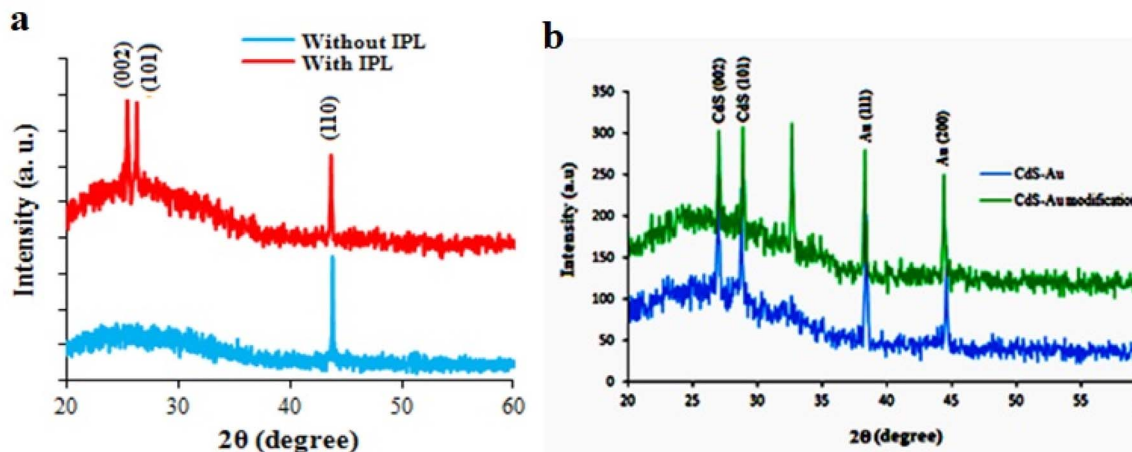 a
Without IPL
With IPL
(002)
(101)
(110)
Intensity (a. u.)
20 30 40 50 60
2θ (degree)
b
CdS (002)
CdS (101)
Au (111)
Au (200)
CdS-Au
CdS-Au modification
350
300
250
200
150
100
50
0
Intensity (a.u)
20 25 30 35 40 45 50 55
2θ (degree)